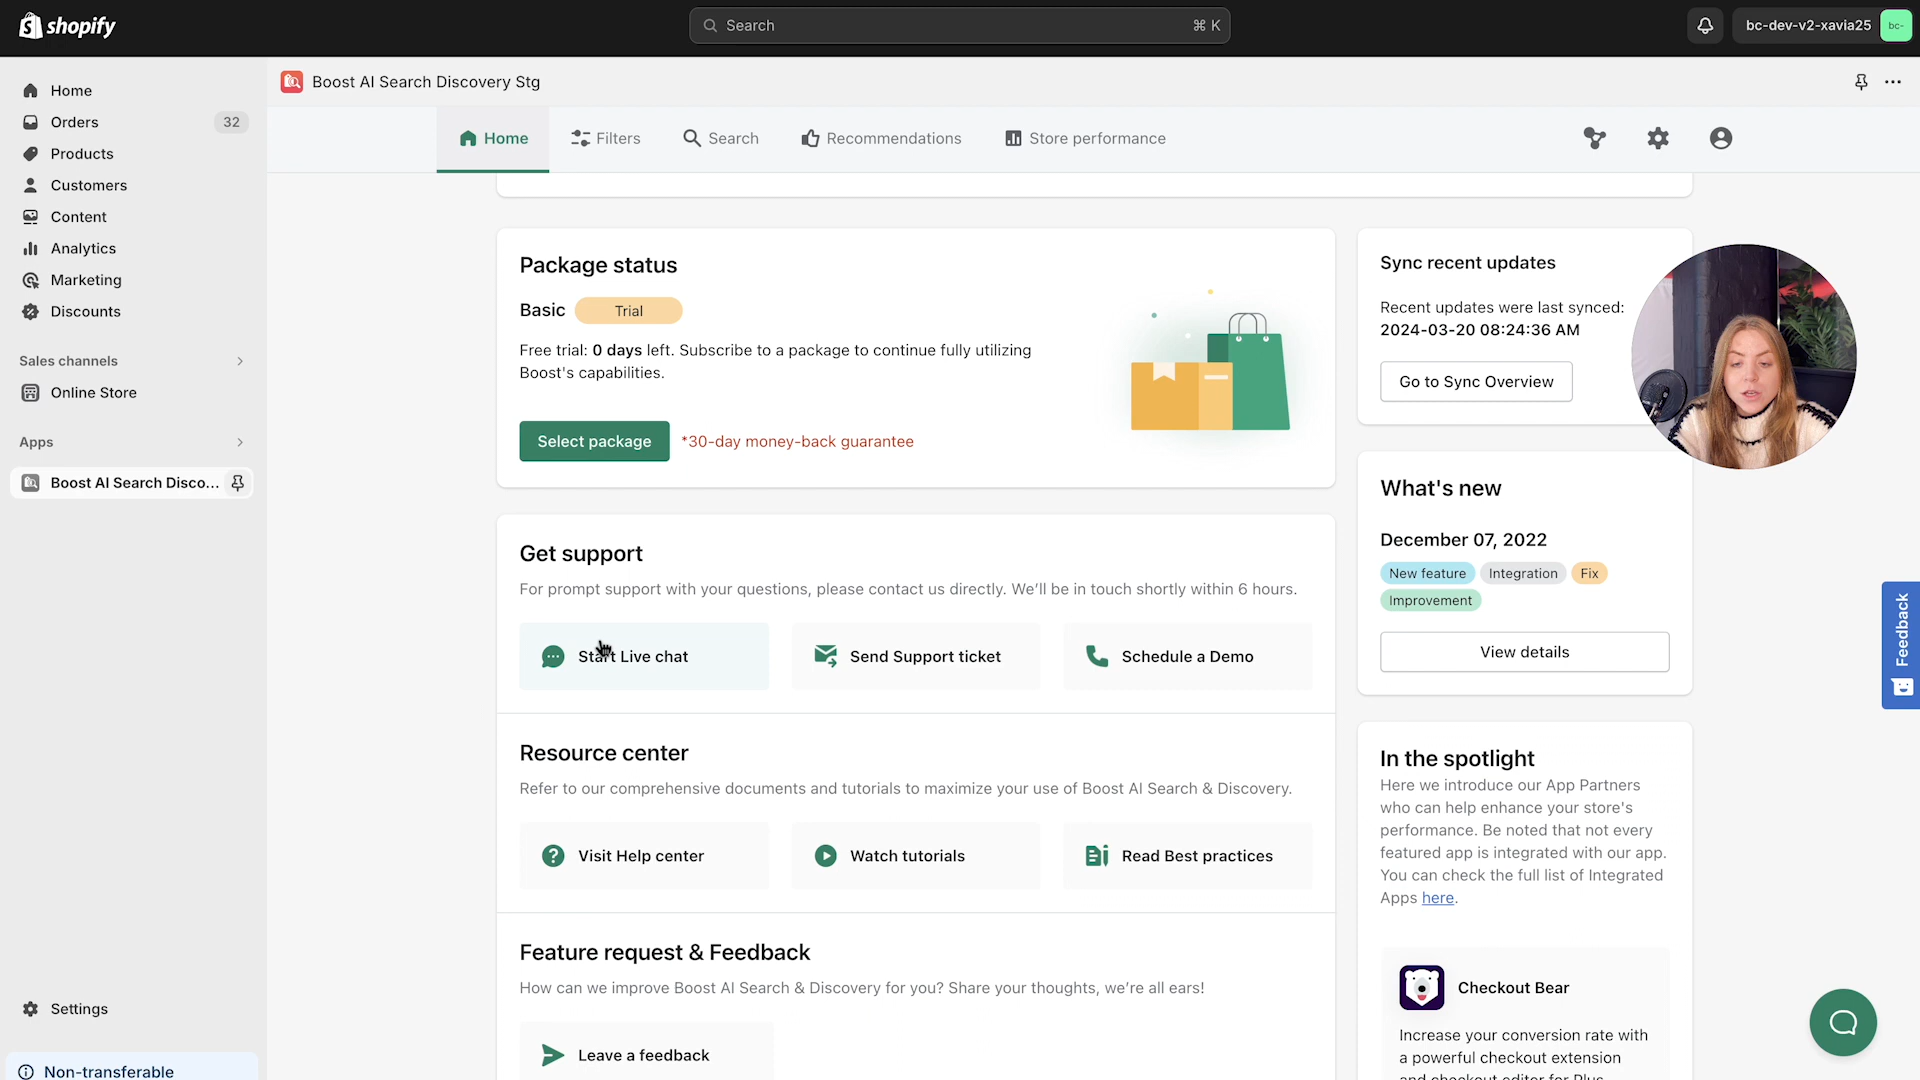 shopify
Search
⌘ K
bc-dev-v2-xavia25
bc-
Home
Orders
32
Products
Customers
Content
Analytics
Marketing
Discounts
Sales channels
Online Store
Apps
Boost AI Search Disco...
Settings
Non-transferable
Boost AI Search Discovery Stg
Home
Filters
Search
Recommendations
Store performance
Package status
Basic
Trial
Free trial: 0 days left. Subscribe to a package to continue fully utilizing
Boost's capabilities.
Select package
*30-day money-back guarantee
Get support
For prompt support with your questions, please contact us directly. We’ll be in touch shortly within 6 hours.
Start Live chat
Send Support ticket
Schedule a Demo
Resource center
Refer to our comprehensive documents and tutorials to maximize your use of Boost AI Search & Discovery.
Visit Help center
Watch tutorials
Read Best practices
Feature request & Feedback
How can we improve Boost AI Search & Discovery for you? Share your thoughts, we’re all ears!
Leave a feedback
Sync recent updates
Recent updates were last synced:
2024-03-20 08:24:36 AM
Go to Sync Overview
What's new
December 07, 2022
New feature
Integration
Fix
Improvement
View details
In the spotlight
Here we introduce our App Partners
who can help enhance your store's
performance. Be noted that not every
featured app is integrated with our app.
You can check the full list of Integrated
Apps here.
Checkout Bear
Increase your conversion rate with
a powerful checkout extension
and checkout editor for Plus
Feedback